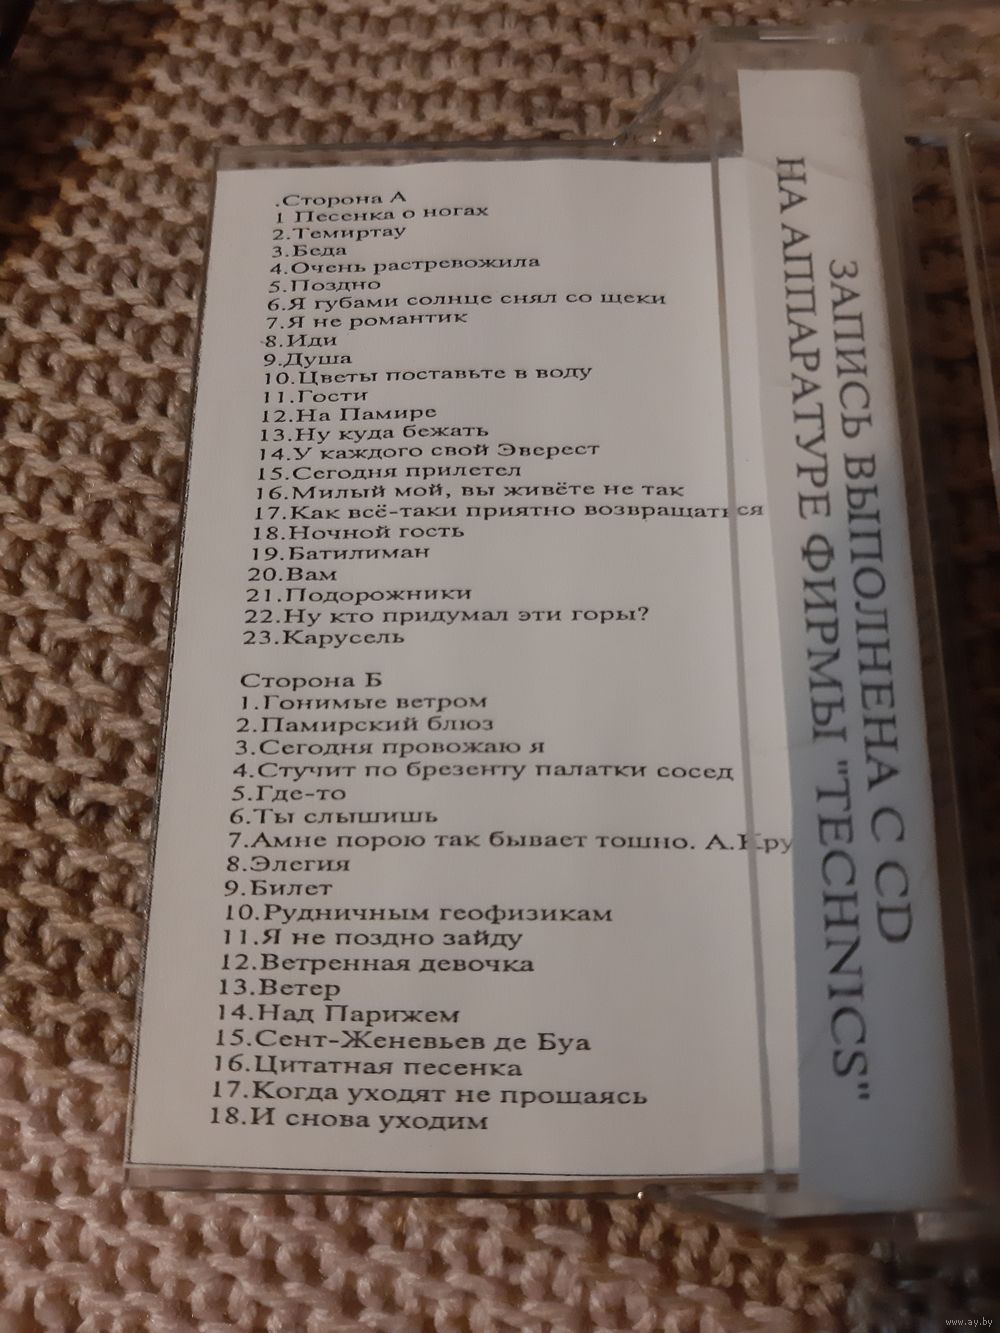 .Сторона А
1 Песенка о ногах
2.Темиртау
3.Беда
4.Очень растревожила
5.Поздно
6.Я губами солнце снял со щеки
7.Я не романтик
8.Иди
9.Душа
10.Цветы поставьте в воду
11.Гости
12.На Памире
13.Ну куда бежать
14.У каждого свой Эверест
15.Сегодня прилетел
16.Милый мой, вы живёте не так
17.Как всё-таки приятно возвращаться
18.Ночной гость
19.Батилиман
20.Вам
21.Подорожники
22.Ну кто придумал эти горы?
23.Карусель
Сторона Б
1.Гонимые ветром
2.Памирский блюз
3.Сегодня провожаю я
4.Стучит по брезенту палатки сосед
5.Где-то
6.Ты слышишь
7.Амне порою так бывает тошно. А.Кру
8.Элегия
9.Билет
10.Рудничным геофизикам
11.Я не поздно зайду
12.Ветренная девочка
13.Ветер
14.Над Парижем
15.Сент-Женевьев де Буа
16.Цитатная песенка
17.Когда уходят не прощаясь
18.И снова уходим
ЗАПИСЬ ВЫПОЛНЕНА С CD
НА АППАРАТУРЕ ФИРМЫ "TECHNICS"
www.ay.by